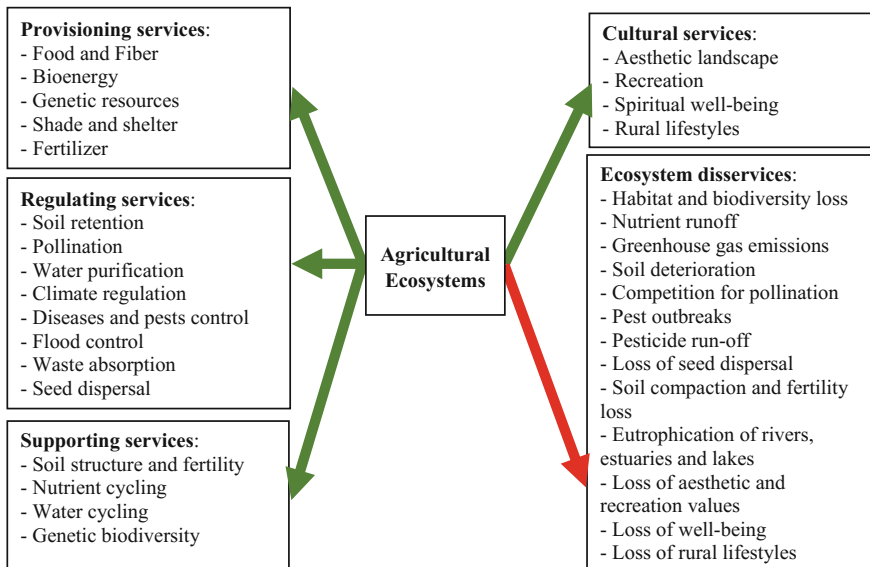 Provisioning services:
- Food and Fiber
- Bioenergy
- Genetic resources
- Shade and shelter
- Fertilizer
Regulating services:
- Soil retention
- Pollination
- Water purification
- Climate regulation
- Diseases and pests control
- Flood control
- Waste absorption
- Seed dispersal
Supporting services:
- Soil structure and fertility
- Nutrient cycling
- Water cycling
- Genetic biodiversity
Agricultural
Ecosystems
Cultural services:
- Aesthetic landscape
- Recreation
- Spiritual well-being
- Rural lifestyles
Ecosystem disservices:
- Habitat and biodiversity loss
- Nutrient runoff
- Greenhouse gas emissions
- Soil deterioration
- Competition for pollination
- Pest outbreaks
- Pesticide run-off
- Loss of seed dispersal
- Soil compaction and fertility
loss
- Eutrophication of rivers,
estuaries and lakes
- Loss of aesthetic and
recreation values
- Loss of well-being
- Loss of rural lifestyles